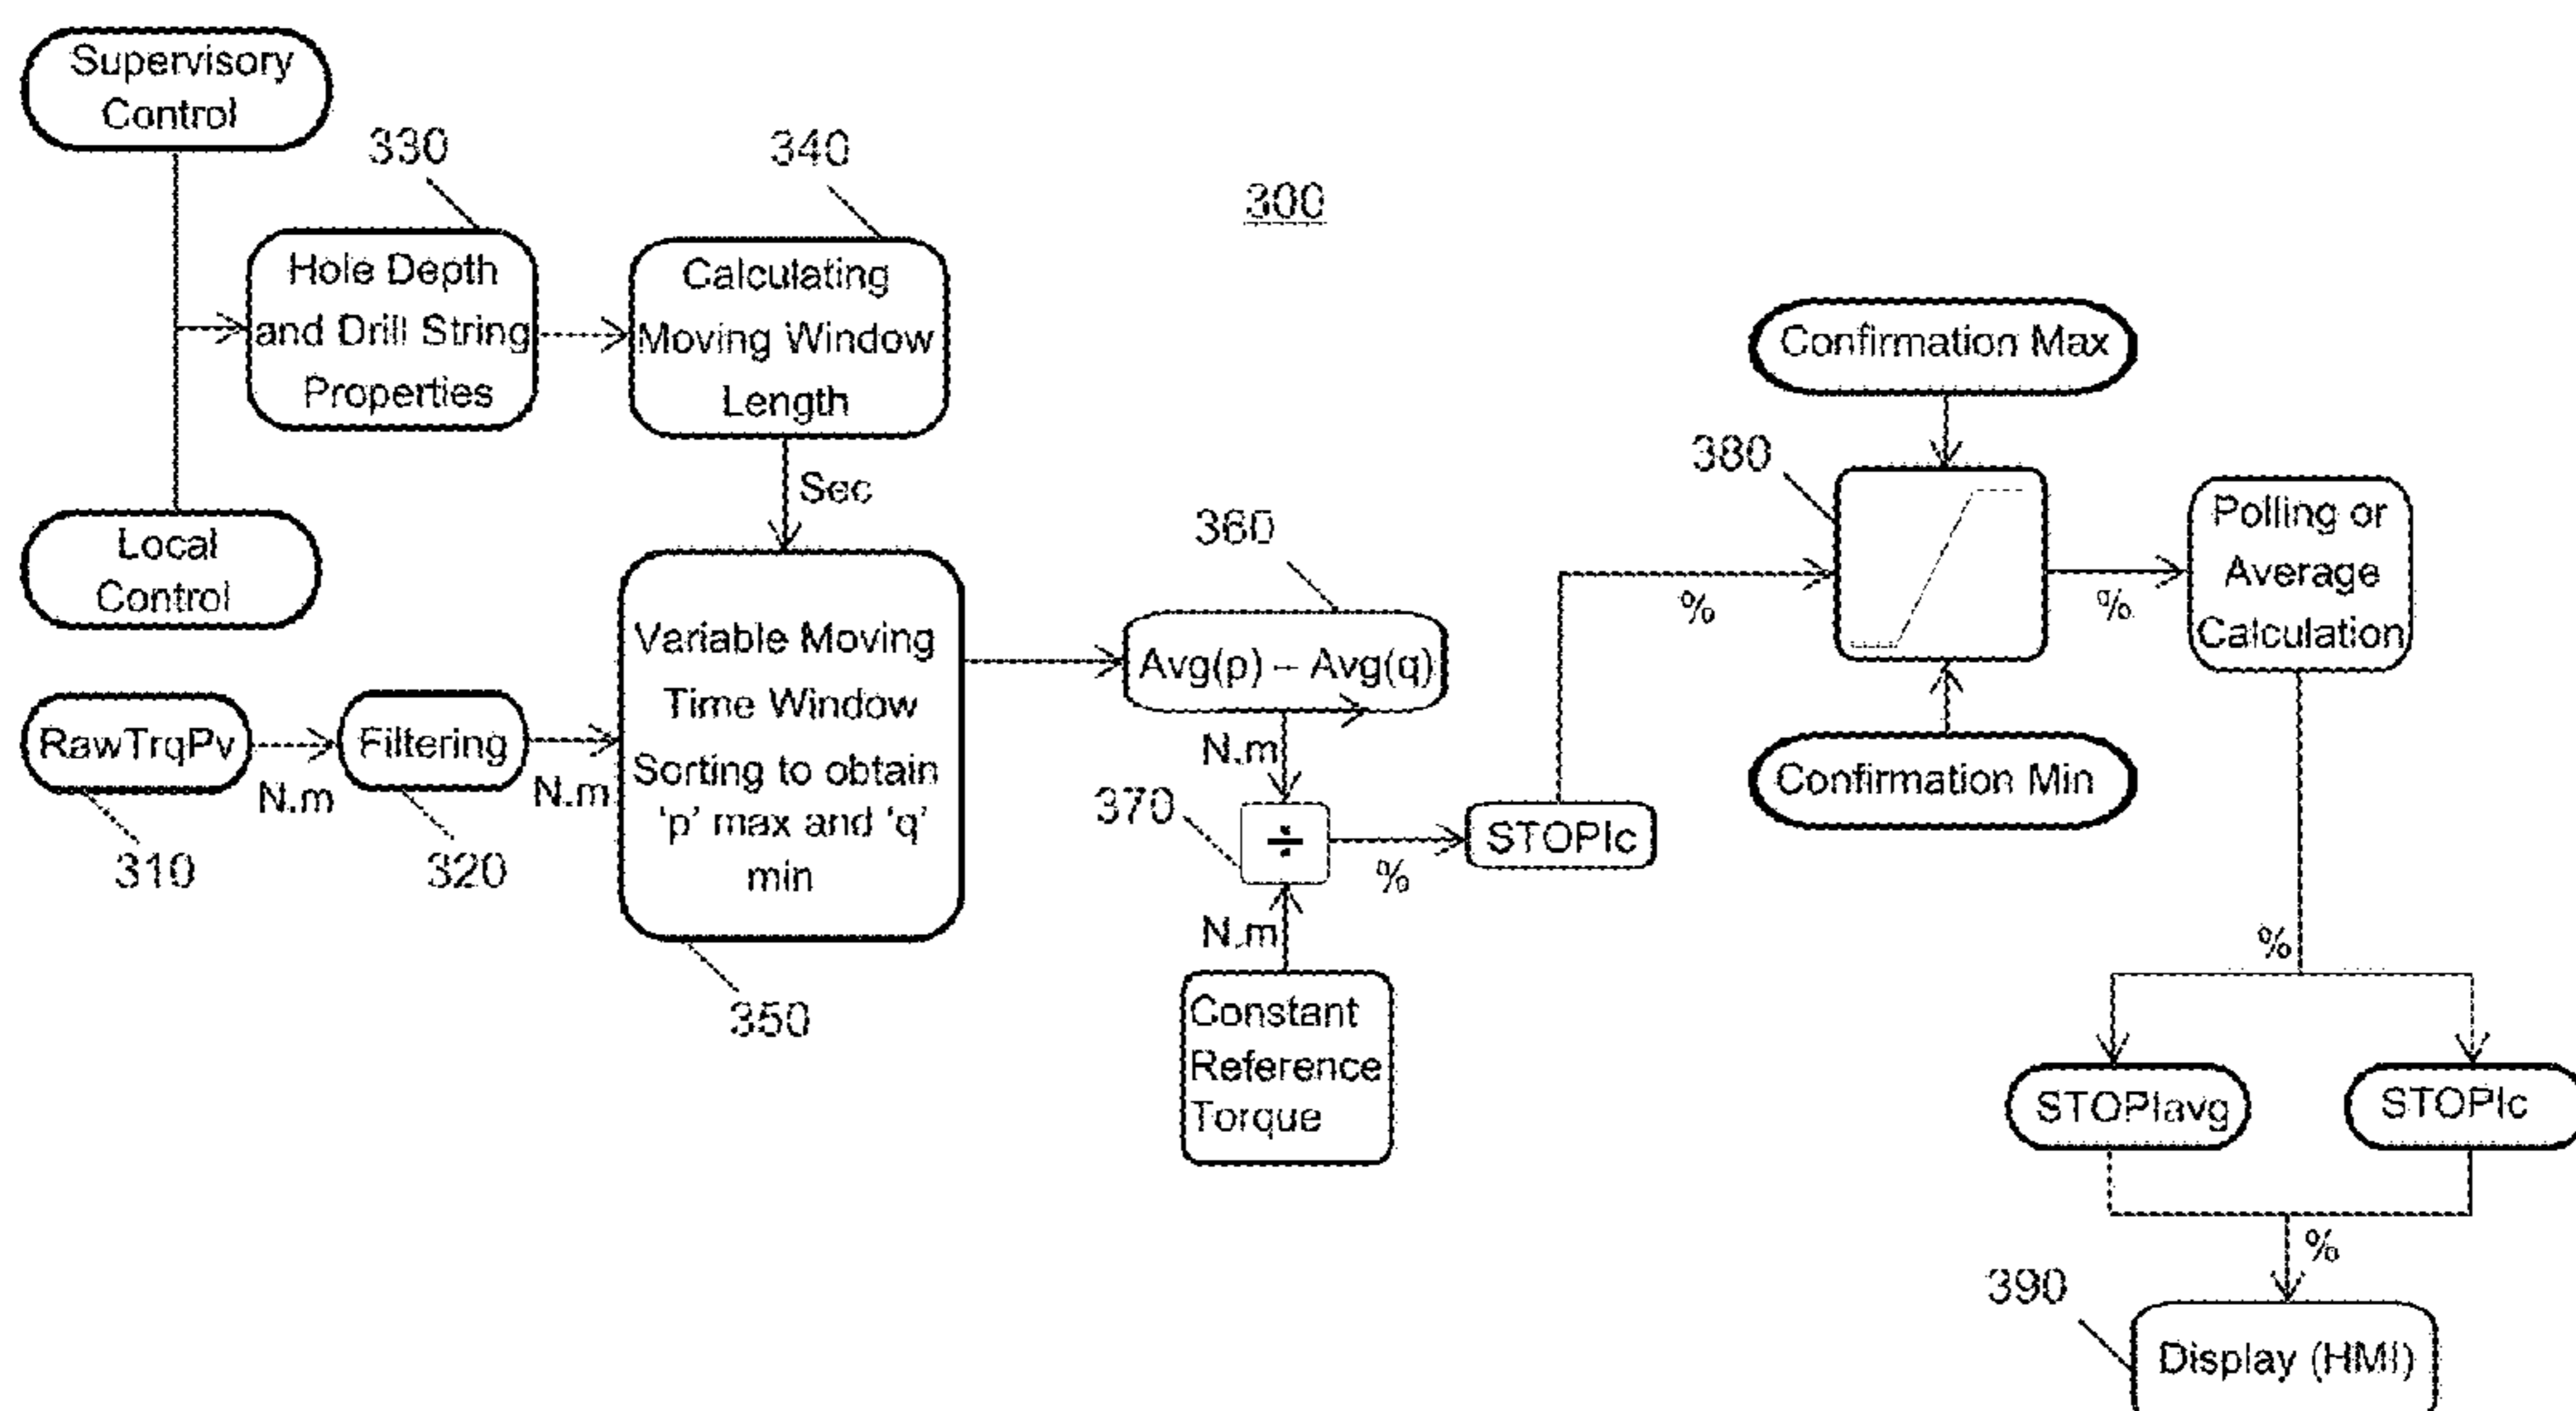 Supervisory
Control
330
340
300
Hole Depth
and Drill String
Properties
Calculating
Moving Window
Length
Sec
Local
Control
RawTrqPv
310
N.m
Filtering
320
N.m
Variable Moving
Time Window
Sorting to obtain
'p' max and 'q'
min
350
360
Avg(p) – Avg(q)
N.m
370
÷
%
N.m
Constant
Reference
Torque
STOPIc
%
Confirmation Max
380
Confirmation Min
%
Polling or
Average
Calculation
%
STOPIavg
STOPIc
%
390
Display (HMI)